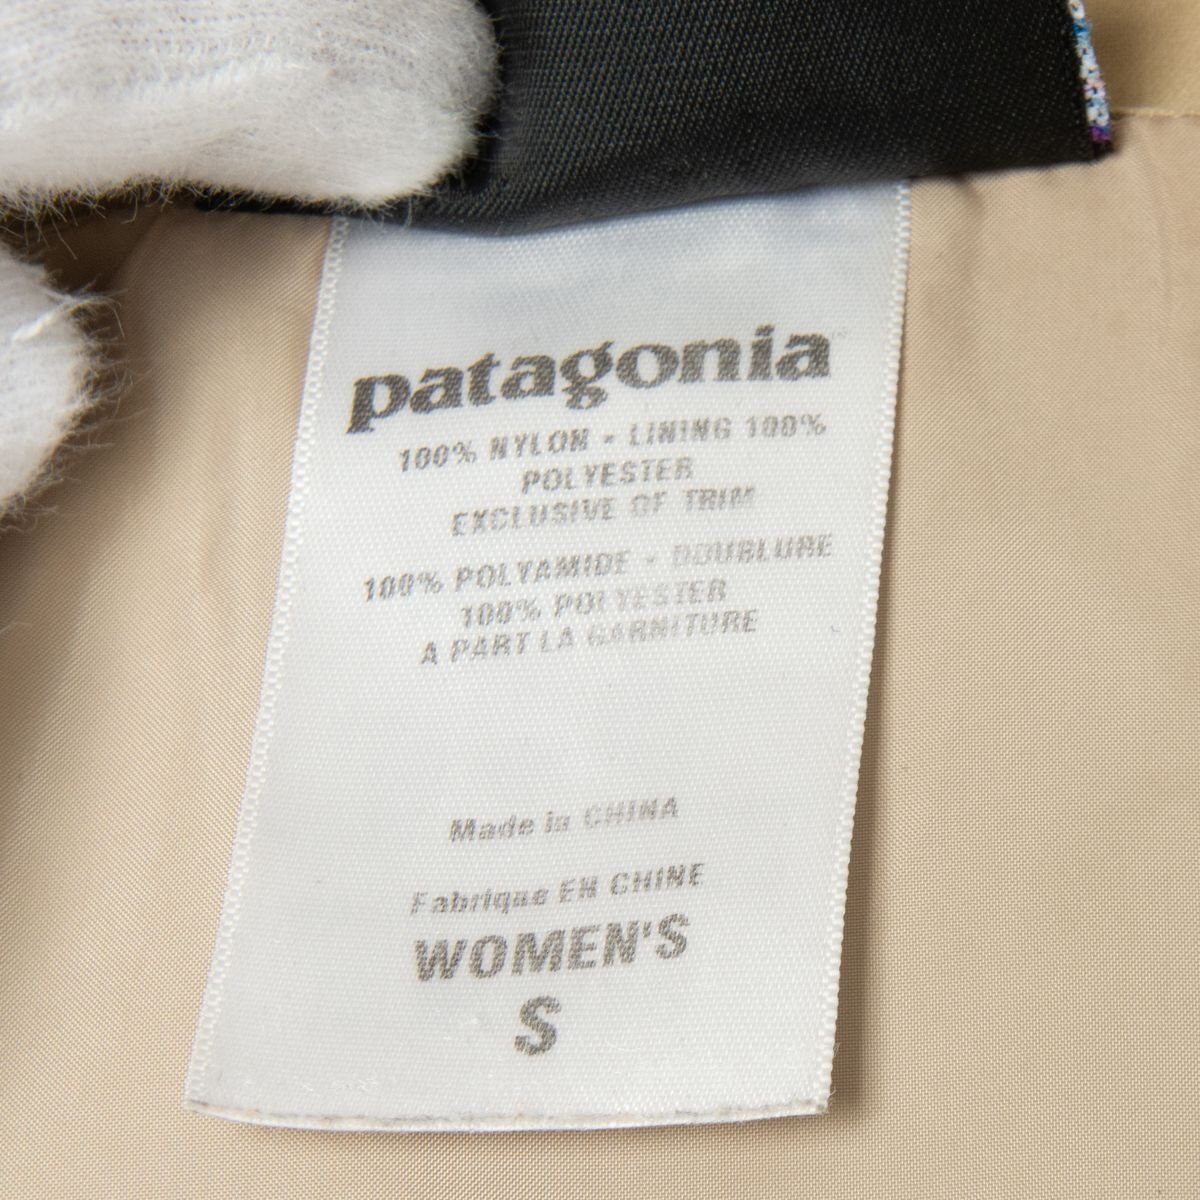 patagonia
100% NYLON - LINING 100%
POLYESTER
EXCLUSIVE OF TRIM
100% POLYAMIDE - DOUBLURE
100% POLYESTER
A PART LA GARNITURE
Made in CHINA
Fabrique EN CHINE
WOMEN'S
S